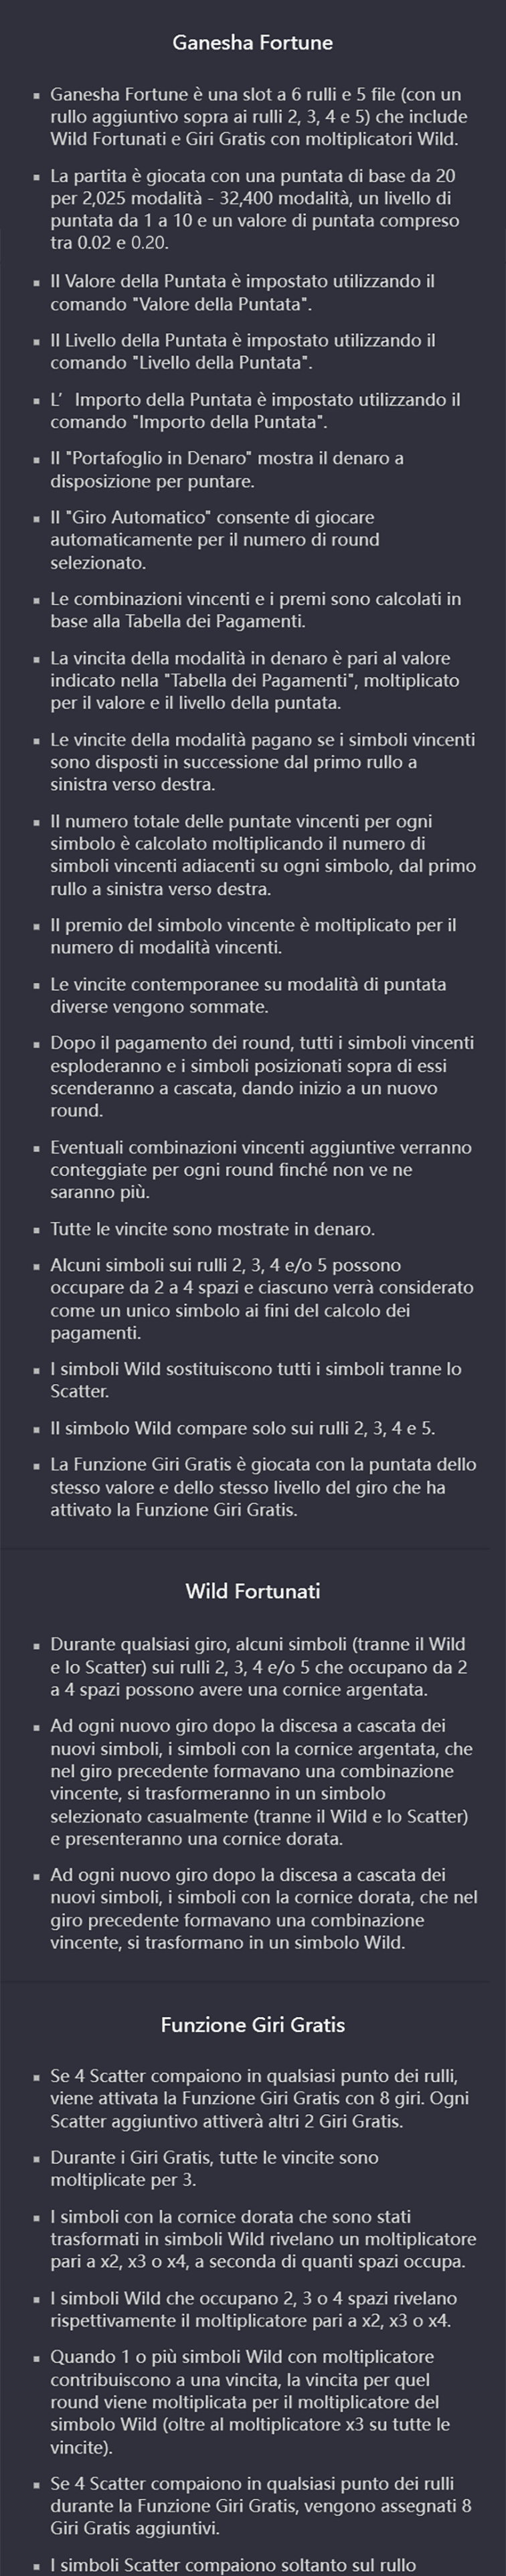 Ganesha Fortune
▪ Ganesha Fortune è una slot a 6 rulli e 5 file (con un
rullo aggiuntivo sopra ai rulli 2, 3, 4 e 5) che include
Wild Fortunati e Giri Gratis con moltiplicatori Wild.
▪ La partita è giocata con una puntata di base da 20
per 2,025 modalità - 32,400 modalità, un livello di
puntata da 1 a 10 e un valore di puntata compreso
tra 0.02 e 0.20.
▪ Il Valore della Puntata è impostato utilizzando il
comando "Valore della Puntata".
▪ Il Livello della Puntata è impostato utilizzando il
comando "Livello della Puntata".
▪ L’ Importo della Puntata è impostato utilizzando il
comando "Importo della Puntata".
▪ Il "Portafoglio in Denaro" mostra il denaro a
disposizione per puntare.
▪ Il "Giro Automatico" consente di giocare
automaticamente per il numero di round
selezionato.
▪ Le combinazioni vincenti e i premi sono calcolati in
base alla Tabella dei Pagamenti.
▪ La vincita della modalità in denaro è pari al valore
indicato nella "Tabella dei Pagamenti", moltiplicato
per il valore e il livello della puntata.
▪ Le vincite della modalità pagano se i simboli vincenti
sono disposti in successione dal primo rullo a
sinistra verso destra.
▪ Il numero totale delle puntate vincenti per ogni
simbolo è calcolato moltiplicando il numero di
simboli vincenti adiacenti su ogni simbolo, dal primo
rullo a sinistra verso destra.
▪ Il premio del simbolo vincente è moltiplicato per il
numero di modalità vincenti.
▪ Le vincite contemporanee su modalità di puntata
diverse vengono sommate.
▪ Dopo il pagamento dei round, tutti i simboli vincenti
esploderanno e i simboli posizionati sopra di essi
scenderanno a cascata, dando inizio a un nuovo
round.
▪ Eventuali combinazioni vincenti aggiuntive verranno
conteggiate per ogni round finché non ve ne
saranno più.
▪ Tutte le vincite sono mostrate in denaro.
▪ Alcuni simboli sui rulli 2, 3, 4 e/o 5 possono
occupare da 2 a 4 spazi e ciascuno verrà considerato
come un unico simbolo ai fini del calcolo dei
pagamenti.
▪ I simboli Wild sostituiscono tutti i simboli tranne lo
Scatter.
▪ Il simbolo Wild compare solo sui rulli 2, 3, 4 e 5.
▪ La Funzione Giri Gratis è giocata con la puntata dello
stesso valore e dello stesso livello del giro che ha
attivato la Funzione Giri Gratis.
Wild Fortunati
▪ Durante qualsiasi giro, alcuni simboli (tranne il Wild
e lo Scatter) sui rulli 2, 3, 4 e/o 5 che occupano da 2
a 4 spazi possono avere una cornice argentata.
▪ Ad ogni nuovo giro dopo la discesa a cascata dei
nuovi simboli, i simboli con la cornice argentata, che
nel giro precedente formavano una combinazione
vincente, si trasformeranno in un simbolo
selezionato casualmente (tranne il Wild e lo Scatter)
e presenteranno una cornice dorata.
▪ Ad ogni nuovo giro dopo la discesa a cascata dei
nuovi simboli, i simboli con la cornice dorata, che nel
giro precedente formavano una combinazione
vincente, si trasformano in un simbolo Wild.
Funzione Giri Gratis
▪ Se 4 Scatter compaiono in qualsiasi punto dei rulli,
viene attivata la Funzione Giri Gratis con 8 giri. Ogni
Scatter aggiuntivo attiverà altri 2 Giri Gratis.
▪ Durante i Giri Gratis, tutte le vincite sono
moltiplicate per 3.
▪ I simboli con la cornice dorata che sono stati
trasformati in simboli Wild rivelano un moltiplicatore
pari a x2, x3 o x4, a seconda di quanti spazi occupa.
▪ I simboli Wild che occupano 2, 3 o 4 spazi rivelano
rispettivamente il moltiplicatore pari a x2, x3 o x4.
▪ Quando 1 o più simboli Wild con moltiplicatore
contribuiscono a una vincita, la vincita per quel
round viene moltiplicata per il moltiplicatore del
simbolo Wild (oltre al moltiplicatore x3 su tutte le
vincite).
▪ Se 4 Scatter compaiono in qualsiasi punto dei rulli
durante la Funzione Giri Gratis, vengono assegnati 8
Giri Gratis aggiuntivi.
▪ I simboli Scatter compaiono soltanto sul rullo